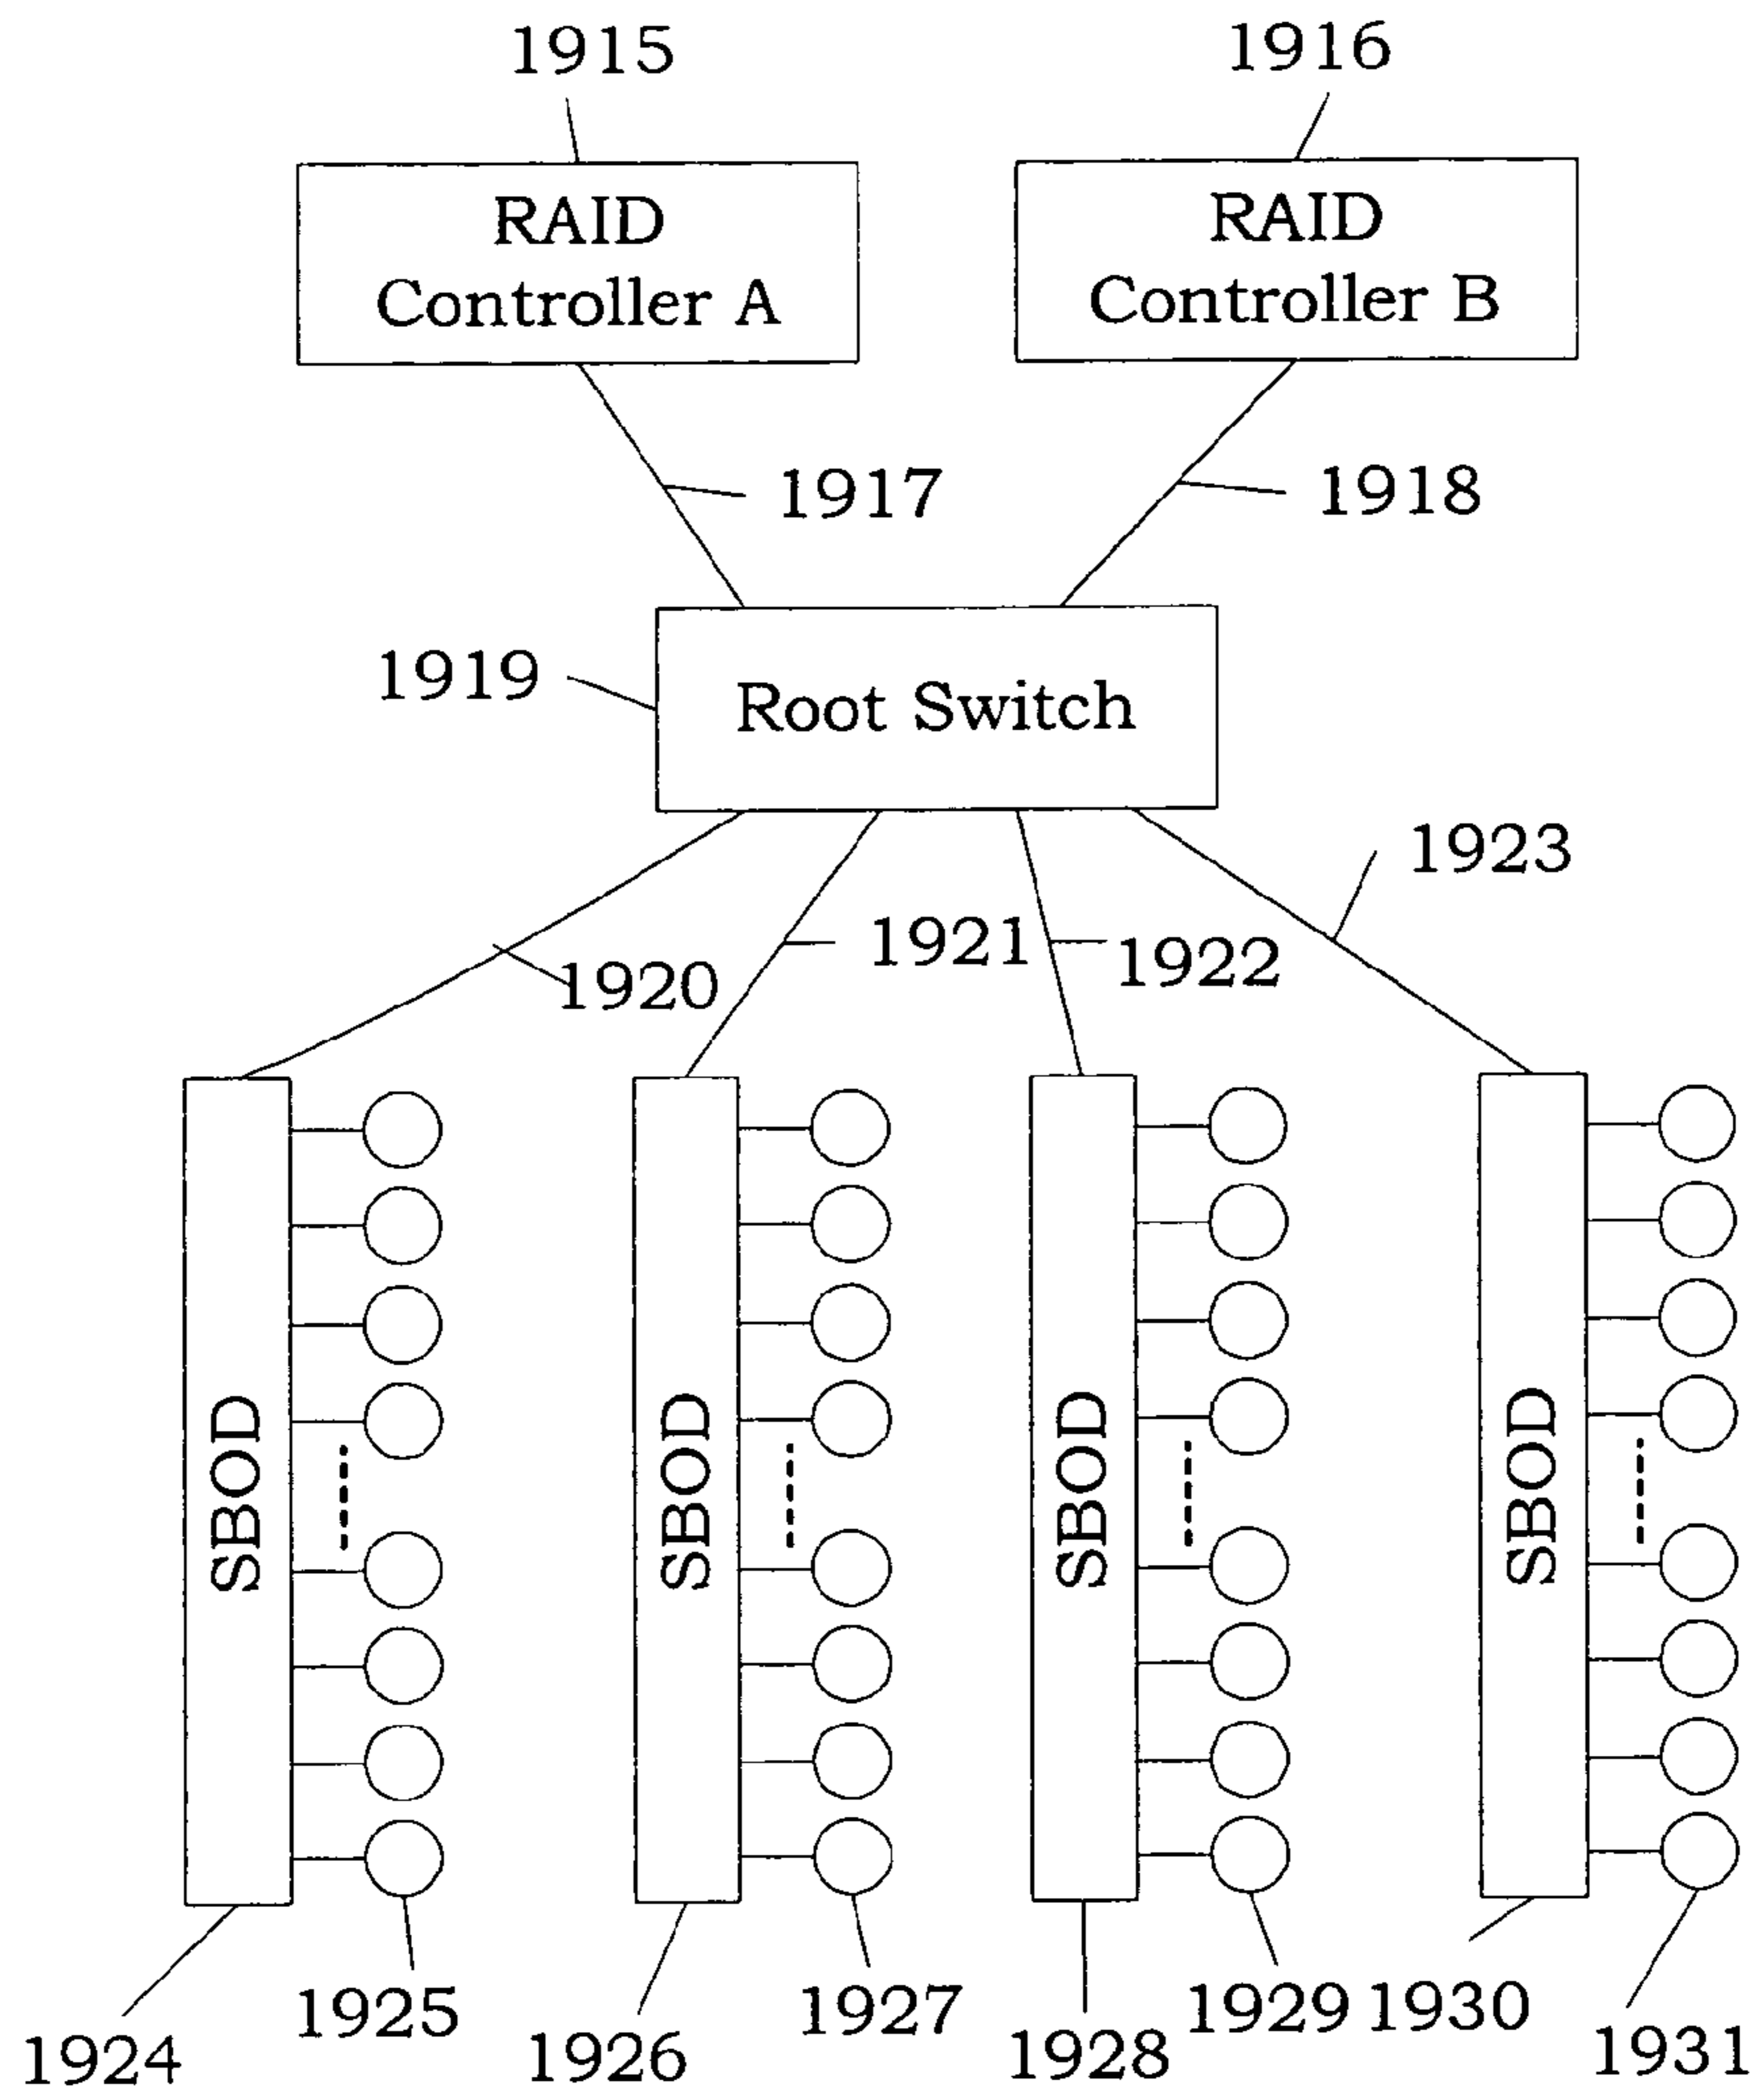 1915
1916
RAID
Controller A
RAID
Controller B
1917
1918
1919
Root Switch
1923
1921
1922
1920
SBOD
SBOD
SBOD
SBOD
1925
1927
1929
1930
1924
1926
1928
1931